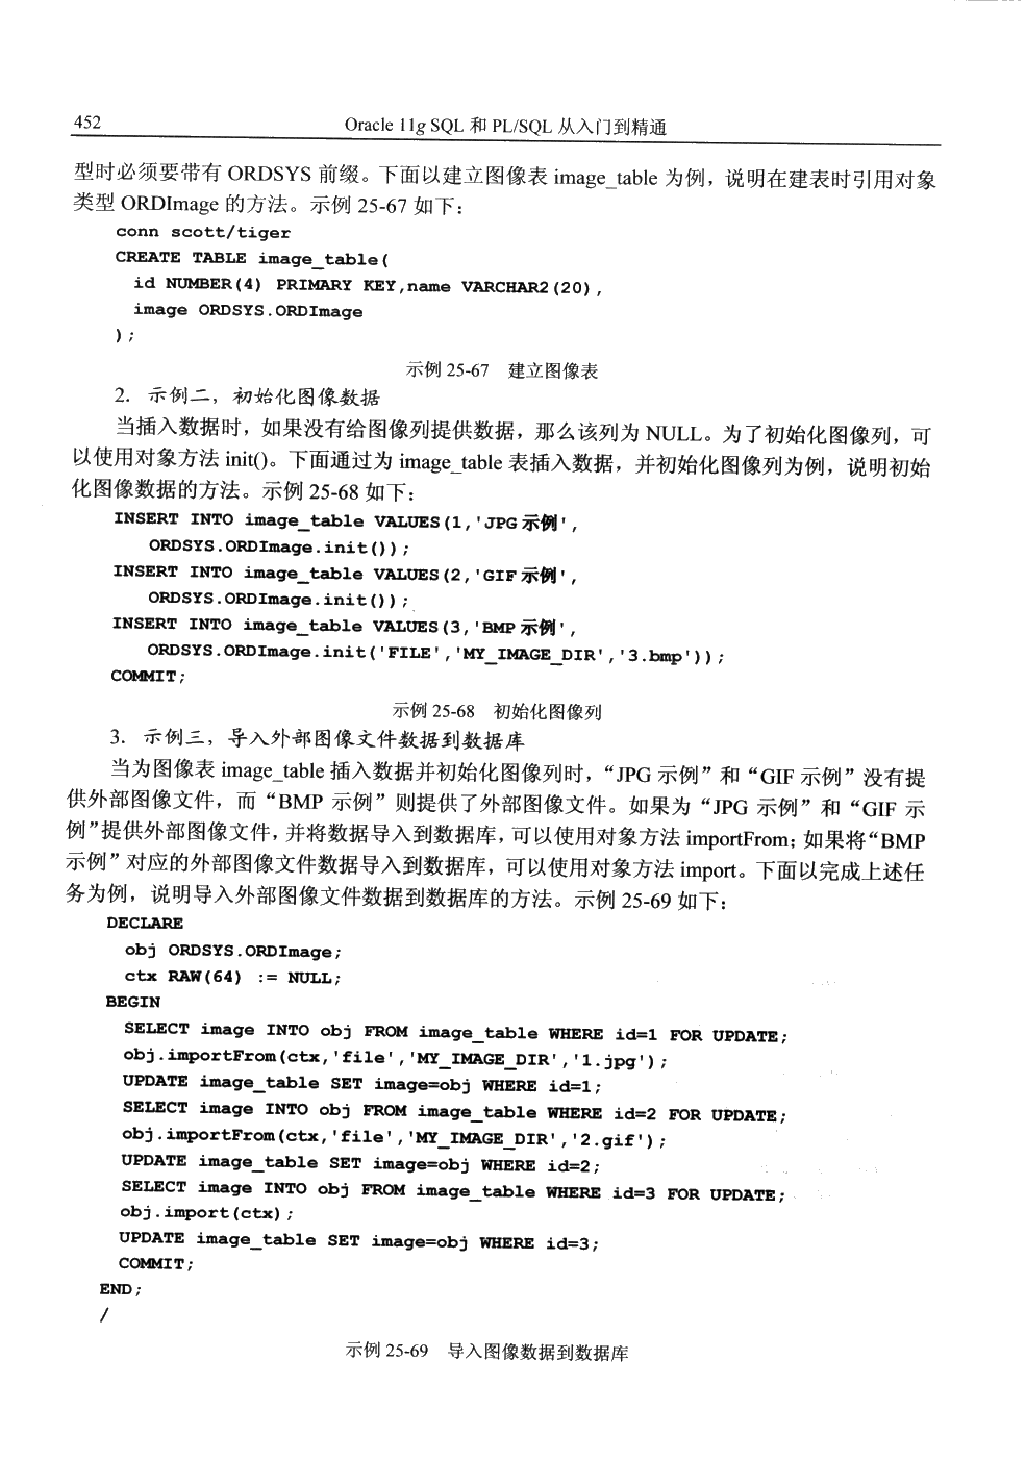 452 Oracle 11g SQL 和 PL/SQL 从入门到精通
型时必须要带有 ORDSYS 前缀。下面以建立图像表 image_table 为例，说明在建表时引用对象
类型 ORDImage 的方法。示例 25-67 如下：
conn scott/tiger
CREATE TABLE image_table(
id NUMBER(4) PRIMARY KEY,name VARCHAR2(20),
image ORDSYS.ORDImage
);
示例 25-67 建立图像表
2. 示例二，初始化图像数据
当插入数据时，如果没有给图像列提供数据，那么该列为 NULL。为了初始化图像列，可
以使用对象方法 init()。下面通过为 image_table 表插入数据，并初始化图像列为例，说明初始
化图像数据的方法。示例 25-68 如下：
INSERT INTO image_table VALUES(1,'JPG示例',
ORDSYS.ORDImage.init());
INSERT INTO image_table VALUES(2,'GIF示例',
ORDSYS.ORDImage.init());
INSERT INTO image_table VALUES(3,'BMP示例',
ORDSYS.ORDImage.init('FILE','MY_IMAGE_DIR','3.bmp'));
COMMIT;
示例 25-68 初始化图像列
3. 示例三，导入外部图像文件数据到数据库
当为图像表 image_table 插入数据并初始化图像列时，“JPG 示例”和“GIF 示例”没有提
供外部图像文件，而“BMP 示例”则提供了外部图像文件。如果为“JPG 示例”和“GIF 示
例”提供外部图像文件，并将数据导入到数据库，可以使用对象方法 importFrom；如果将“BMP
示例”对应的外部图像文件数据导入到数据库，可以使用对象方法 import。下面以完成上述任
务为例，说明导入外部图像文件数据到数据库的方法。示例 25-69 如下：
DECLARE
obj ORDSYS.ORDImage;
ctx RAW(64) := NULL;
BEGIN
SELECT image INTO obj FROM image_table WHERE id=1 FOR UPDATE;
obj.importFrom(ctx,'file','MY_IMAGE_DIR','1.jpg');
UPDATE image_table SET image=obj WHERE id=1;
SELECT image INTO obj FROM image_table WHERE id=2 FOR UPDATE;
obj.importFrom(ctx,'file','MY_IMAGE_DIR','2.gif');
UPDATE image_table SET image=obj WHERE id=2;
SELECT image INTO obj FROM image_table WHERE id=3 FOR UPDATE;
obj.import(ctx);
UPDATE image_table SET image=obj WHERE id=3;
COMMIT;
END;
/
示例 25-69 导入图像数据到数据库